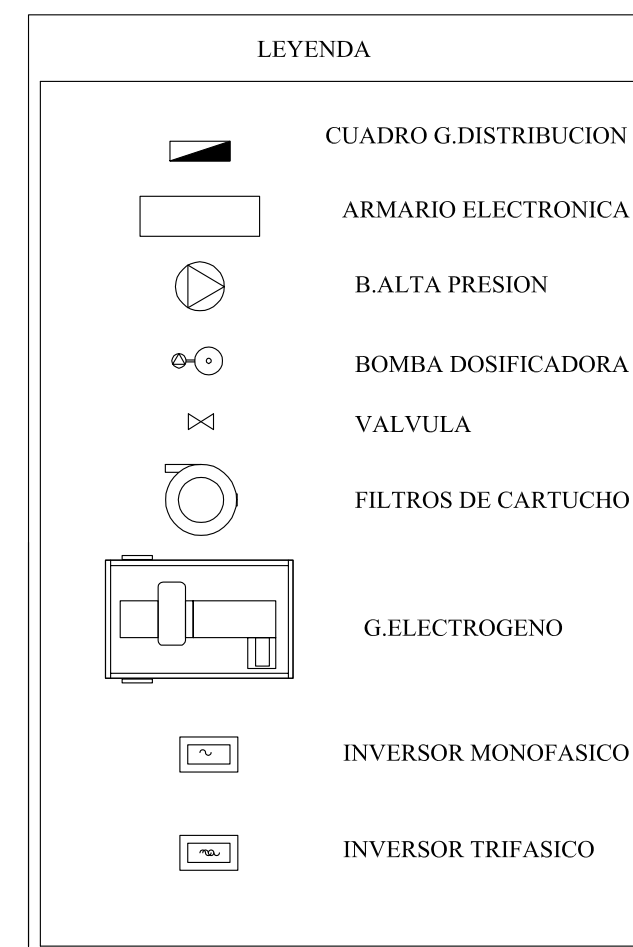 LEYENDA
CUADRO G.DISTRIBUCION
ARMARIO ELECTRONICA
B.ALTA PRESION
BOMBA DOSIFICADORA
VALVULA
FILTROS DE CARTUCHO
G.ELECTROGENO
INVERSOR MONOFASICO
INVERSOR TRIFASICO